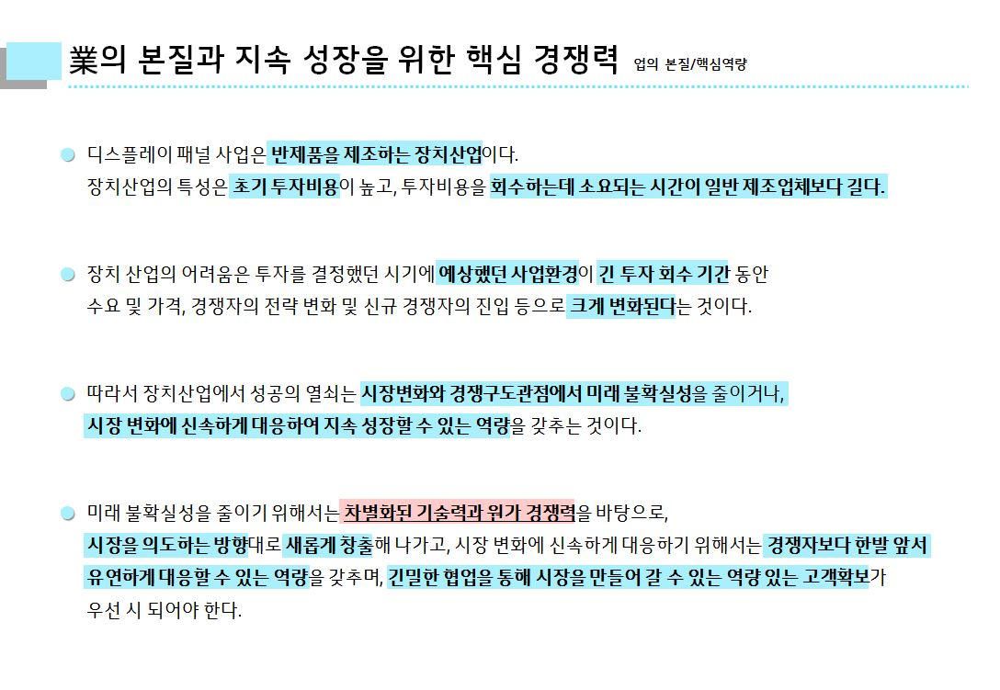 業의 본질과 지속 성장을 위한 핵심 경쟁력 업의 본질/핵심역량
디스플레이 패널 사업은 반제품을 제조하는 장치산업이다.
장치산업의 특성은 초기 투자비용이 높고, 투자비용을 회수하는데 소요되는 시간이 일반 제조업체보다 길다.
장치 산업의 어려움은 투자를 결정했던 시기에 예상했던 사업환경이 긴 투자 회수 기간 동안
수요 및 가격, 경쟁자의 전략 변화 및 신규 경쟁자의 진입 등으로 크게 변화된다는 것이다.
따라서 장치산업에서 성공의 열쇠는 시장변화와 경쟁구도관점에서 미래 불확실성을 줄이거나,
시장 변화에 신속하게 대응하여 지속 성장할 수 있는 역량을 갖추는 것이다.
미래 불확실성을 줄이기 위해서는 차별화된 기술력과 원가 경쟁력을 바탕으로,
시장을 의도하는 방향대로 새롭게 창출해 나가고, 시장 변화에 신속하게 대응하기 위해서는 경쟁자보다 한발 앞서
유연하게 대응할 수 있는 역량을 갖추며, 긴밀한 협업을 통해 시장을 만들어 갈 수 있는 역량 있는 고객확보가
우선 시 되어야 한다.